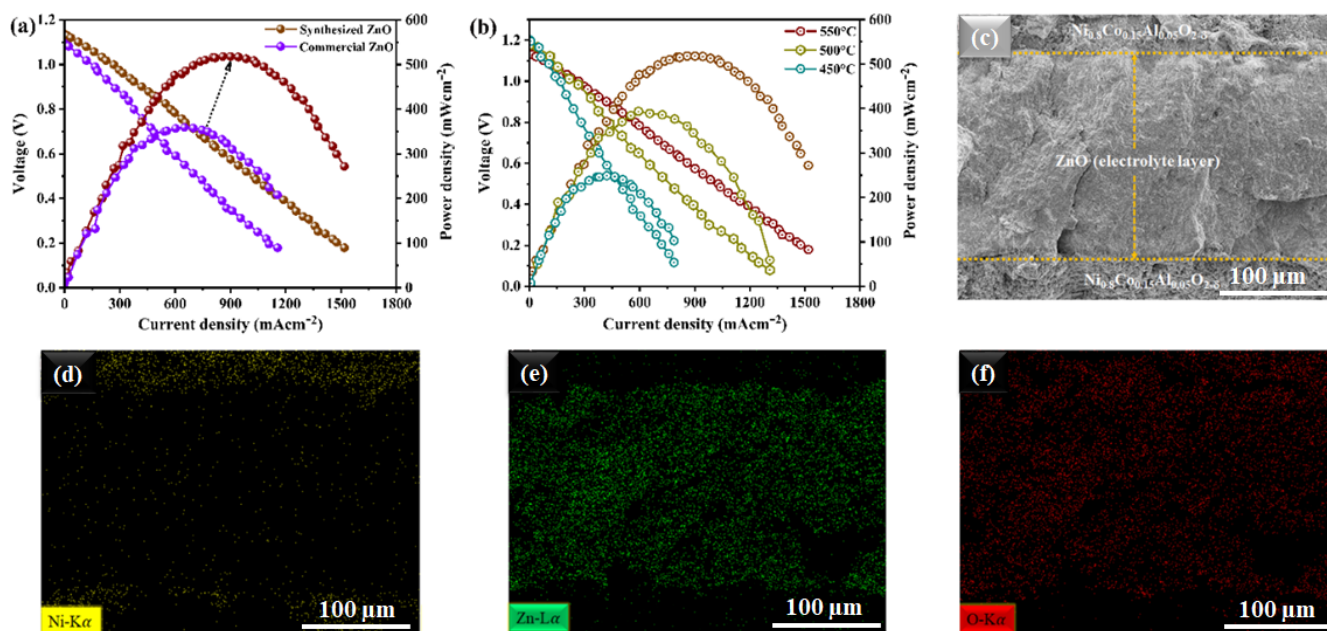 (a)
Synthesized ZnO
Commercial ZnO
Voltage (V)
1.2
1.0
0.8
0.6
0.4
0.2
0.0
0 300 600 900 1200 1500 1800
Current density (mAcm⁻²)
600
500
400
300
200
100
0
Power density (mW/cm⁻²)
(b)
550°C
500°C
450°C
Voltage (V)
1.2
1.0
0.8
0.6
0.4
0.2
0.0
0 300 600 900 1200 1500 1800
Current density (mAcm⁻²)
600
500
400
300
200
100
0
Power density (mW/cm⁻²)
(c)
Ni₀.₈Co₀.₁₅Al₀.₀₅O₂₋δ
ZnO (electrolyte layer)
Ni₀.₈Co₀.₁₅Al₀.₀₅O₂₋δ
100 µm
(d)
Ni-Kα
100 µm
(e)
Zn-Lα
100 µm
(f)
O-Kα
100 µm